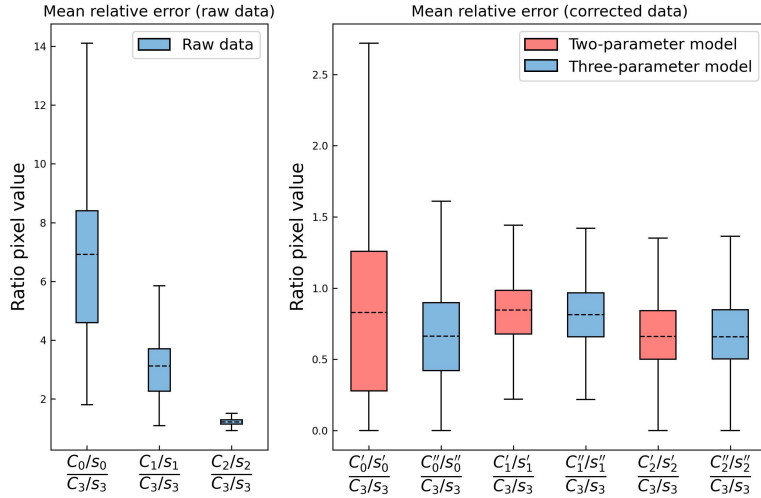 Mean relative error (raw data)
Ratio pixel value
14
12
10
8
6
4
2
Raw data
C₀/s₀
C₃/s₃
C₁/s₁
C₃/s₃
C₂/s₂
C₃/s₃
Mean relative error (corrected data)
Ratio pixel value
2.5
2.0
1.5
1.0
0.5
0.0
Two-parameter model
Three-parameter model
C′₀/s′₀
C₃/s₃
C″₀/s″₀
C₃/s₃
C′₁/s′₁
C₃/s₃
C″₁/s″₁
C₃/s₃
C′₂/s′₂
C₃/s₃
C″₂/s″₂
C₃/s₃